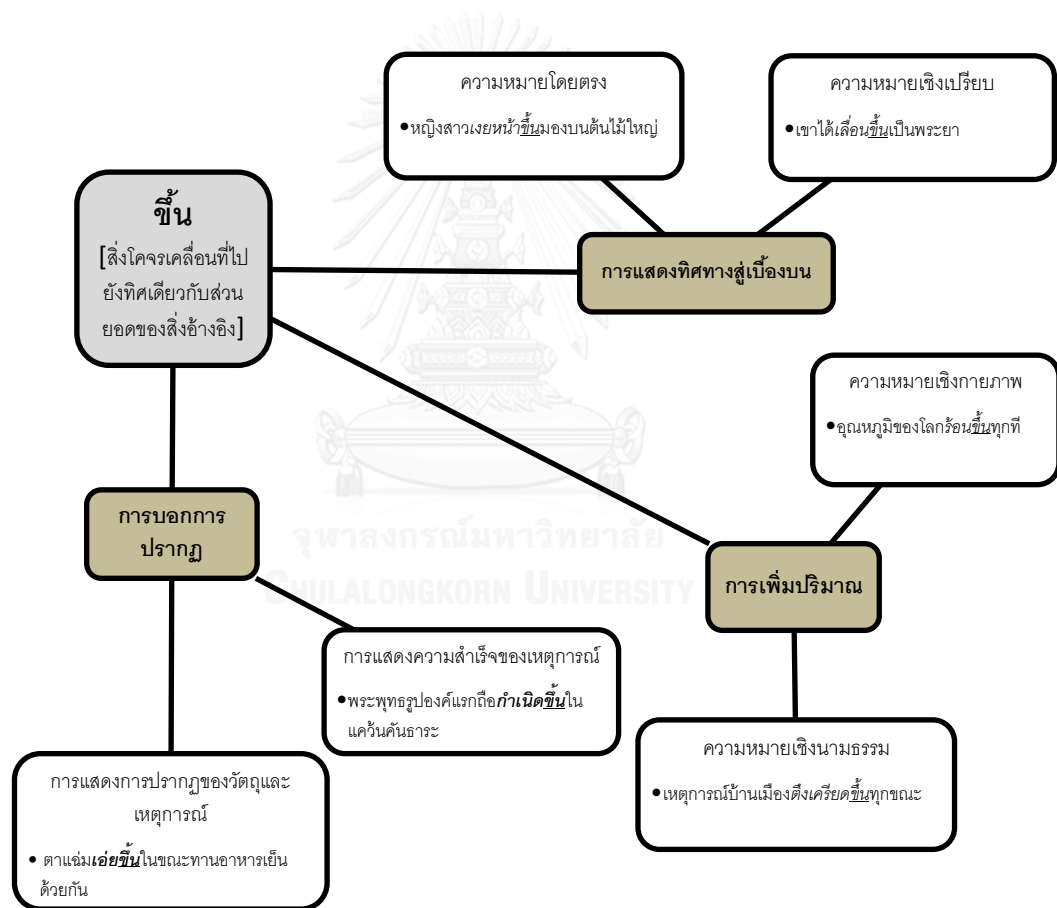 ความหมายโดยตรง
•หญิงสาวเงยหน้าขึ้นมองบนต้นไม้ใหญ่
ความหมายเชิงเปรียบ
•เขาได้เลื่อนขึ้นเป็นพระยา
ขึ้น
[สิ่งโคจรเคลื่อนที่ไป
ยังทิศเดียวกับส่วน
ยอดของสิ่งอ้างอิง]
การแสดงทิศทางสู่เบื้องบน
ความหมายเชิงกายภาพ
•อุณหภูมิของโลกร้อนขึ้นทุกที
การบอกการ
ปรากฏ
จุฬาลงกรณ์มหาวิทยาลัย
CHULALONGKORN UNIVERSITY
การเพิ่มปริมาณ
การแสดงความสำเร็จของเหตุการณ์
•พระพุทธรูปองค์แรกถือกำเนิดขึ้นใน
แคว้นคันธาระ
ความหมายเชิงนามธรรม
•เหตุการณ์บ้านเมืองตึงเครียดขึ้นทุกขณะ
การแสดงการปรากฏของวัตถุและ
เหตุการณ์
• ตาแฉ่มเอ่ยขึ้นในขณะทานอาหารเย็น
ด้วยกัน